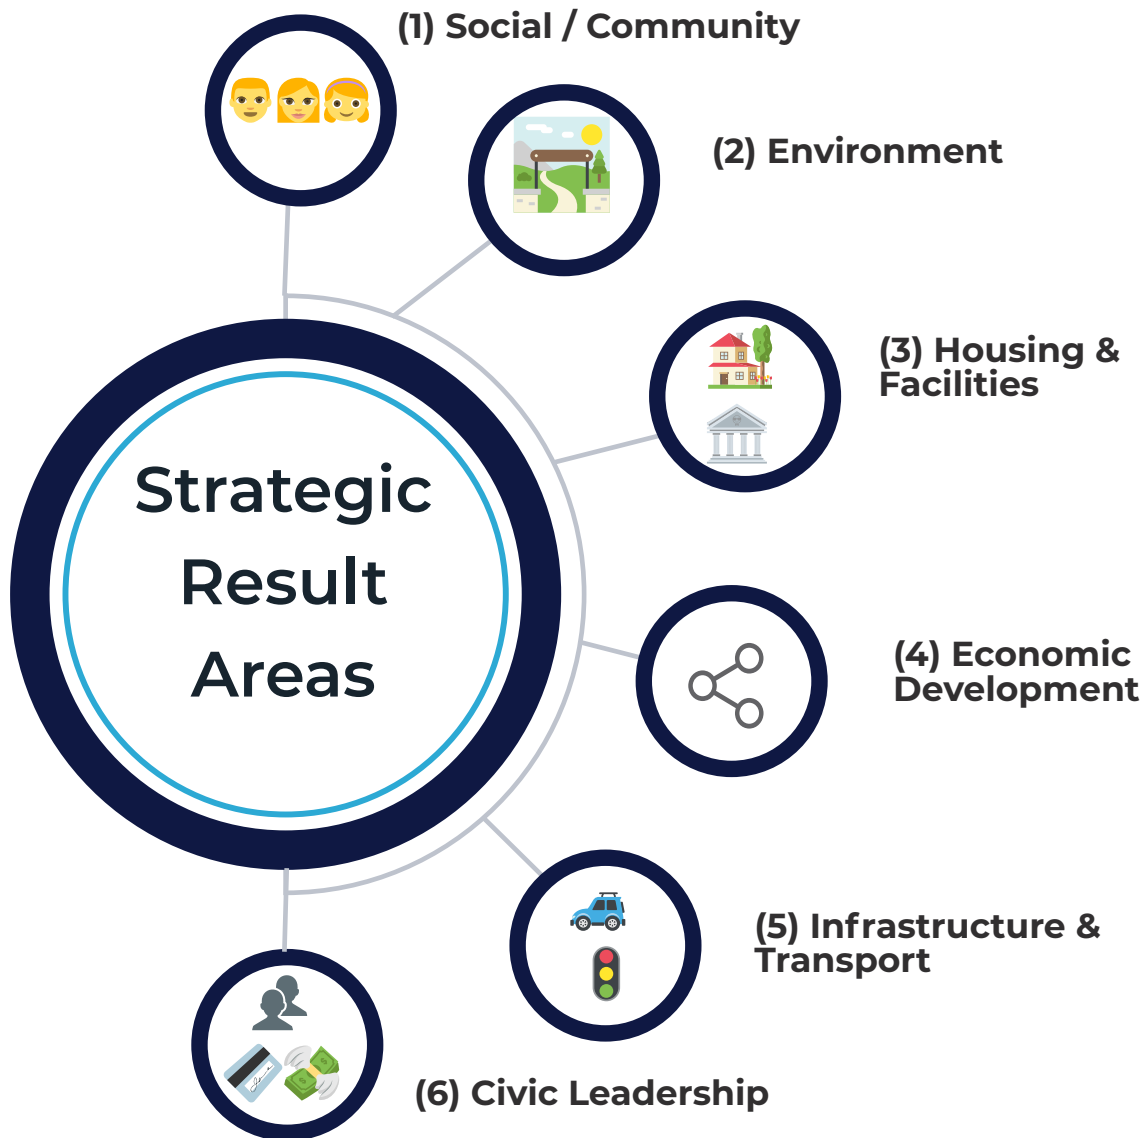 (1) Social / Community
(2) Environment
(3) Housing &
Facilities
Strategic
Result
Areas
(4) Economic
Development
(5) Infrastructure &
Transport
(6) Civic Leadership